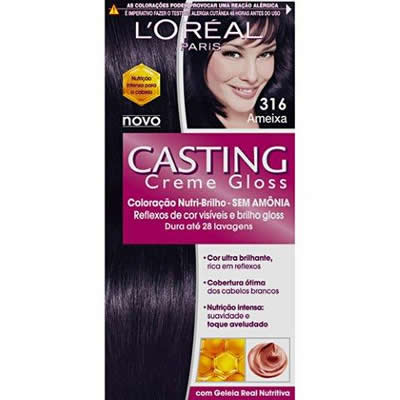 AS COLORAÇÕES PODEM PROVOCAR UMA REAÇÃO ALÉRGICA
É IMPERATIVO FAZER O TESTE DE ALERGIA CUTÂNEA 48 HORAS ANTES DO USO
L'ORÉAL
PARIS
Nutrição
intensa para
o cabelo
316
Ameixa
novo
CASTING
Creme Gloss
Coloração Nutri-Brilho - SEM AMÔNIA
Reflexos de cor visíveis e brilho gloss
Dura até 28 lavagens
• Cor ultra brilhante,
rica em reflexos
• Cobertura ótima
dos cabelos brancos
• Nutrição intensa:
suavidade e
toque aveludado
com Geleia Real Nutritiva